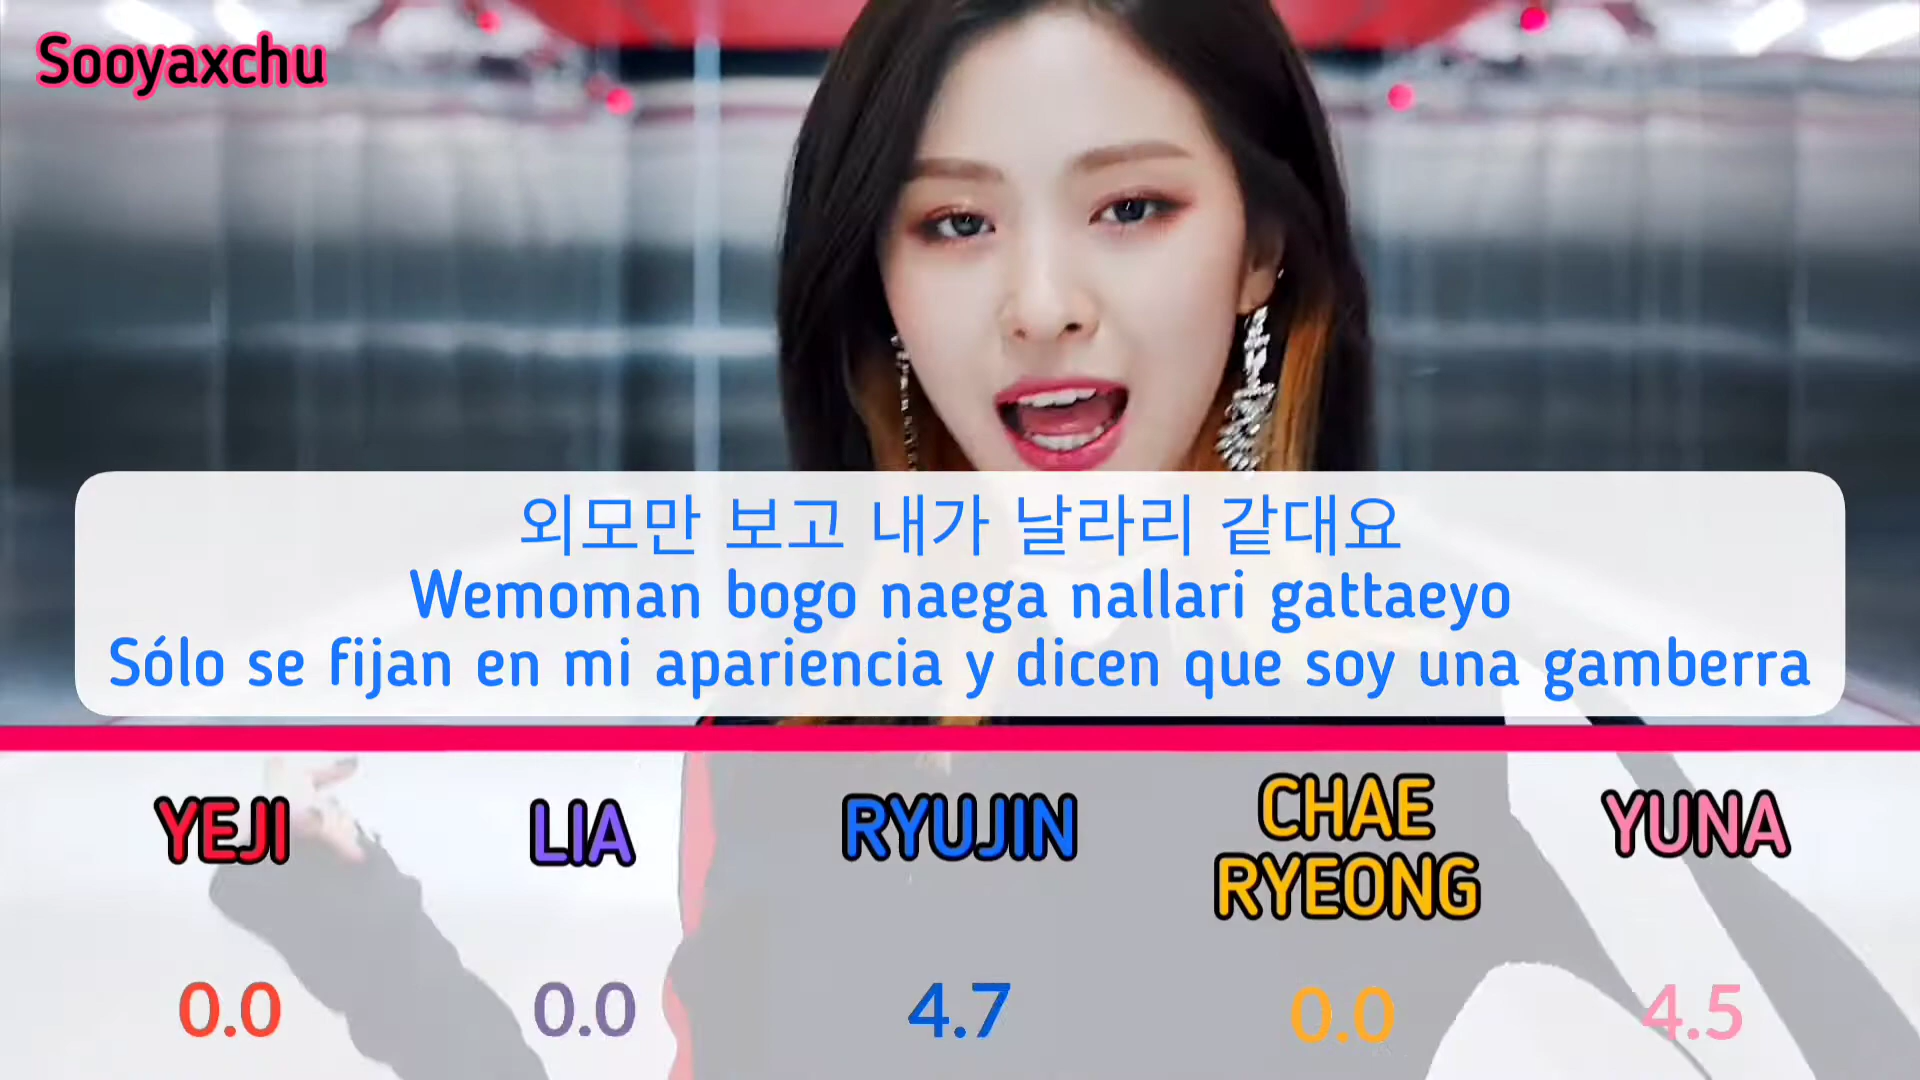 Sooyaxchu
외모만 보고 내가 날라리 같대요
Wemoman bogo naega nallari gattaeyo
Sólo se fijan en mi apariencia y dicen que soy una gamberra
YEJI
LIA
RYUJIN
CHAE
RYEONG
YUNA
0.0
0.0
4.7
0.0
4.5